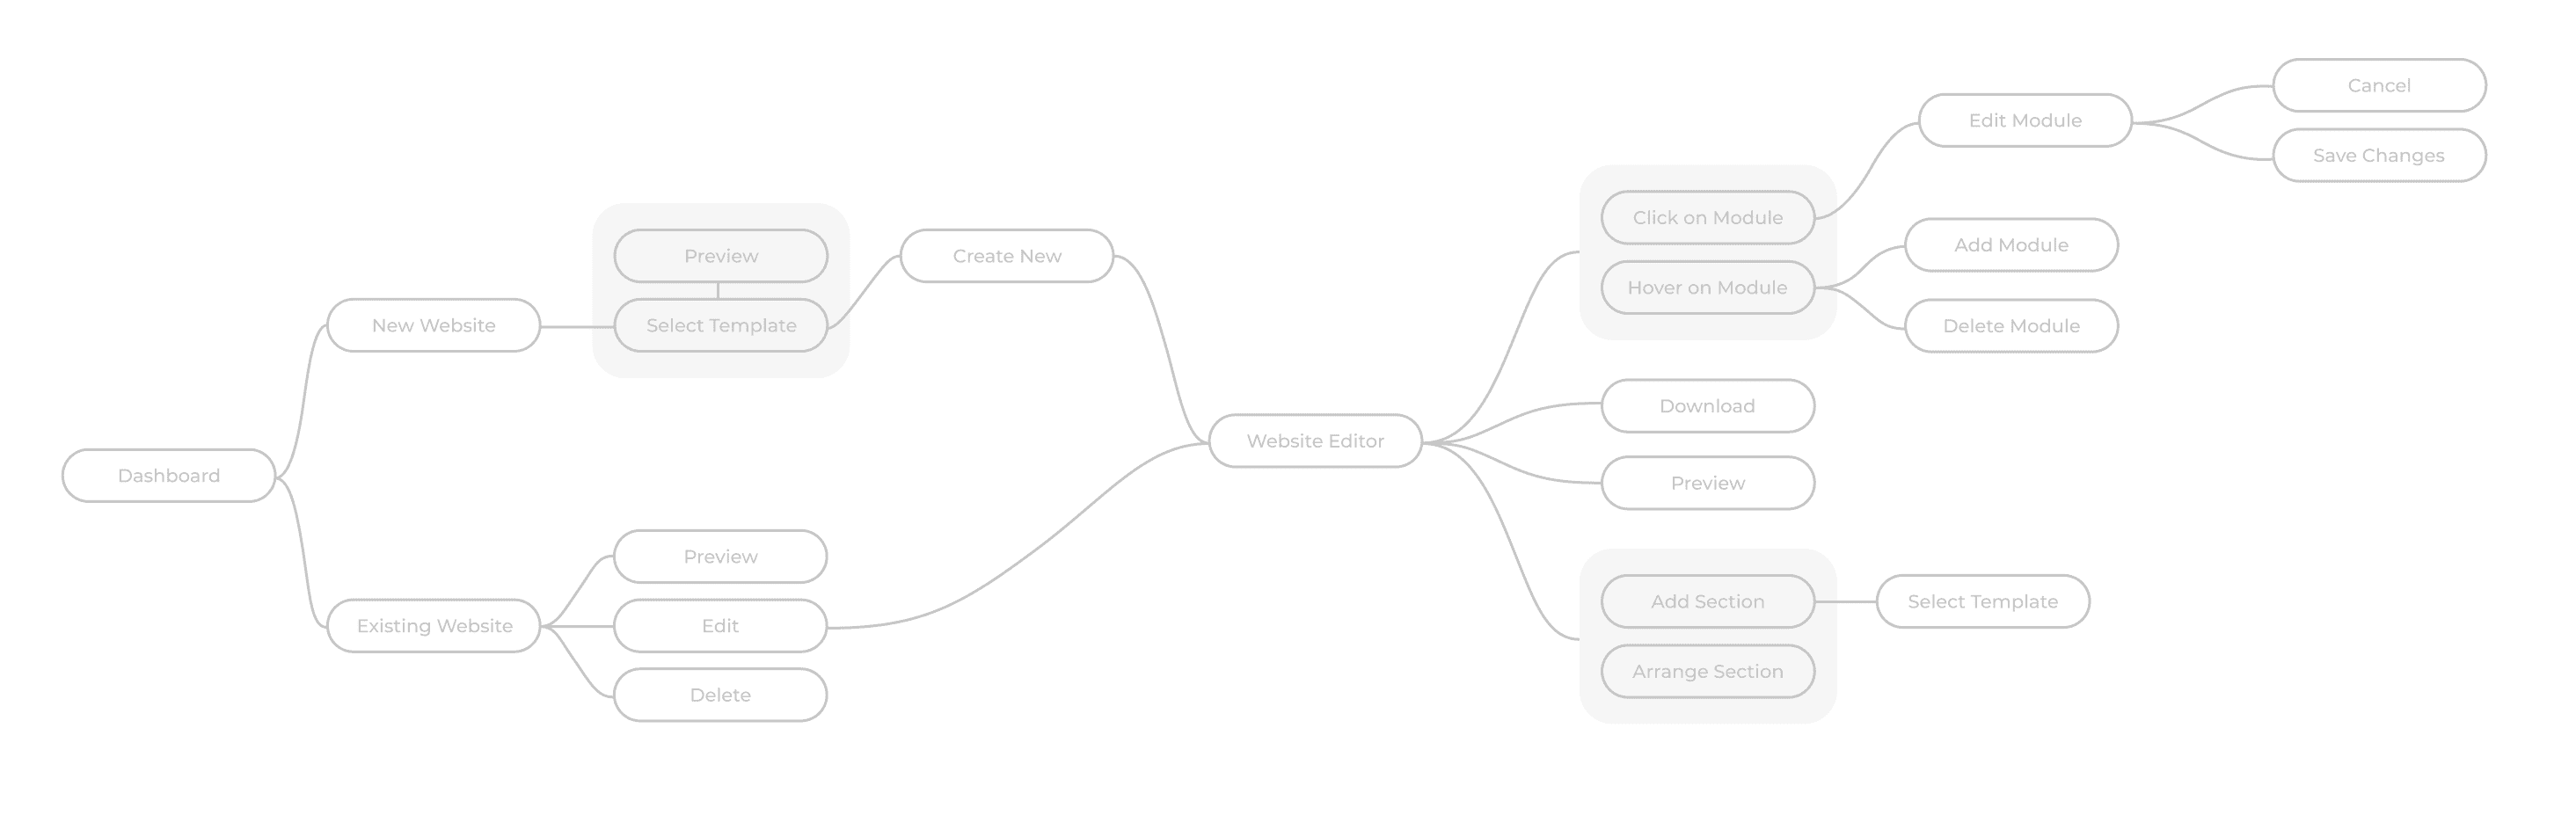 Dashboard
New Website
Existing Website
Preview
Select Template
Create New
Preview
Edit
Delete
Website Editor
Click on Module
Hover on Module
Edit Module
Cancel
Save Changes
Add Module
Delete Module
Download
Preview
Add Section
Select Template
Arrange Section